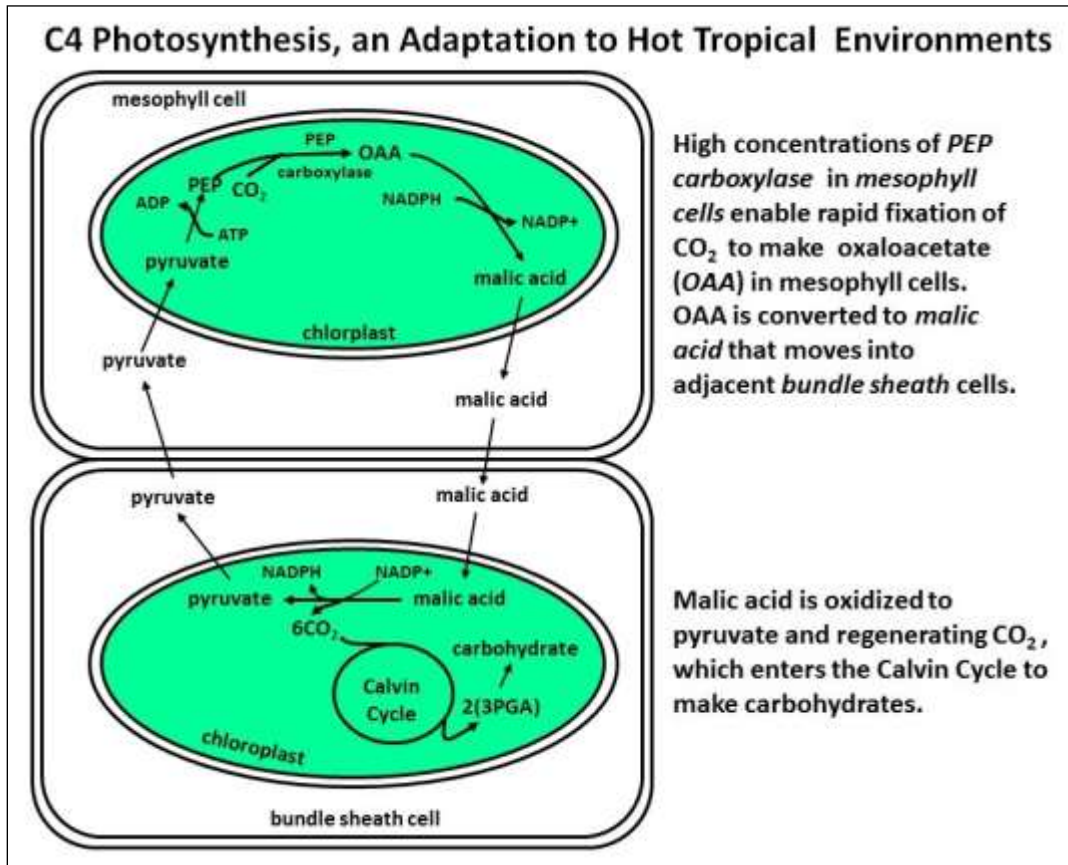 C4 Photosynthesis, an Adaptation to Hot Tropical Environments
mesophyll cell
PEP
OAA
carboxylase
PEP
CO₂
ADP
ATP
pyruvate
NADPH
NADP+
malic acid
chlorplast
pyruvate
malic acid
High concentrations of PEP
carboxylase in mesophyll
cells enable rapid fixation of
CO₂ to make oxaloacetate
(OAA) in mesophyll cells.
OAA is converted to malic
acid that moves into
adjacent bundle sheath cells.
pyruvate
malic acid
NADPH
NADP+
pyruvate
malic acid
6CO₂
carbohydrate
Calvin
Cycle
2(3PGA)
chloroplast
bundle sheath cell
Malic acid is oxidized to
pyruvate and regenerating CO₂ ,
which enters the Calvin Cycle to
make carbohydrates.